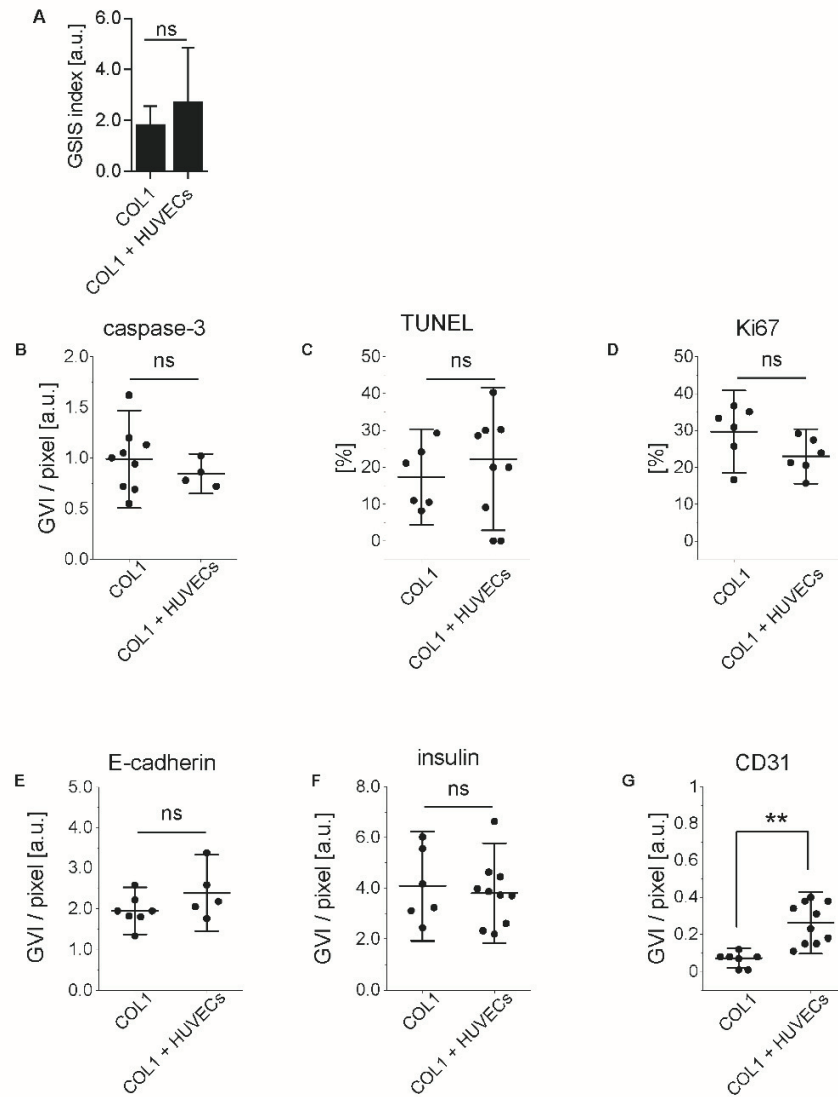 A
GSIS index [a.u.]
6.0
4.0
2.0
0.0
ns
COL1
COL1 + HUVECs
caspase-3
B
GVI / pixel [a.u.]
2.0
1.5
1.0
0.5
0.0
ns
COL1
COL1 + HUVECs
TUNEL
C
[%]
50
40
30
20
10
0
ns
COL1
COL1 + HUVECs
Ki67
D
[%]
50
40
30
20
10
0
ns
COL1
COL1 + HUVECs
E-cadherin
E
GVI / pixel [a.u.]
5.0
4.0
3.0
2.0
1.0
0.0
ns
COL1
COL1 + HUVECs
insulin
F
GVI / pixel [a.u.]
8.0
6.0
4.0
2.0
0.0
ns
COL1
COL1 + HUVECs
CD31
G
GVI / pixel [a.u.]
1
0.8
0.6
0.4
0.2
0
**
COL1
COL1 + HUVECs